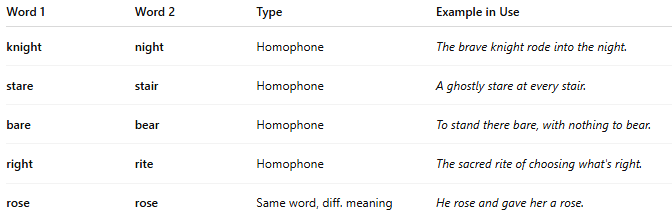 Word 1 Word 2 Type Example in Use
knight night Homophone The brave knight rode into the night.
stare stair Homophone A ghostly stare at every stair.
bare bear Homophone To stand there bare, with nothing to bear.
right rite Homophone The sacred rite of choosing what's right.
rose rose Same word, diff. meaning He rose and gave her a rose.